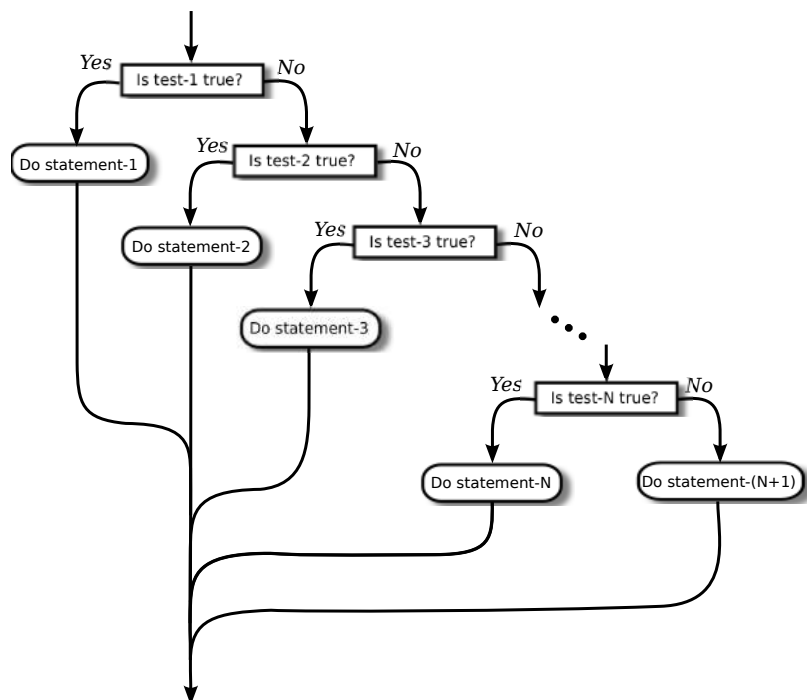 Yes
Is test-1 true?
No
Do statement-1
Yes
Is test-2 true?
No
Do statement-2
Yes
Is test-3 true?
No
Do statement-3
Yes
Is test-N true?
No
Do statement-N
Do statement-(N+1)